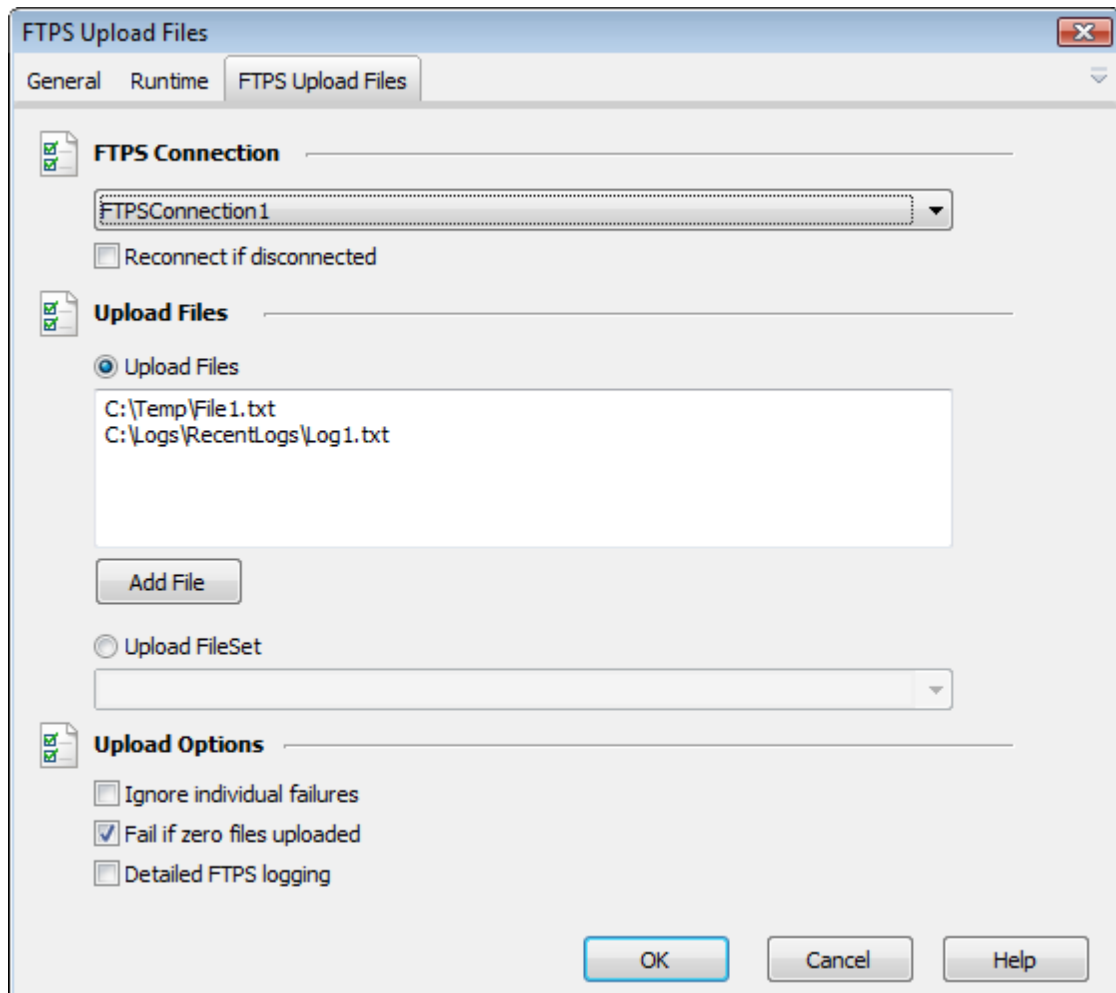 FTPS Upload Files
General Runtime FTPS Upload Files
FTPS Connection
FTPSConnection1
Reconnect if disconnected
Upload Files
Upload Files
C:\Temp\File1.txt
C:\Logs\RecentLogs\Log1.txt
Add File
Upload FileSet
Upload Options
Ignore individual failures
Fail if zero files uploaded
Detailed FTPS logging
OK Cancel Help